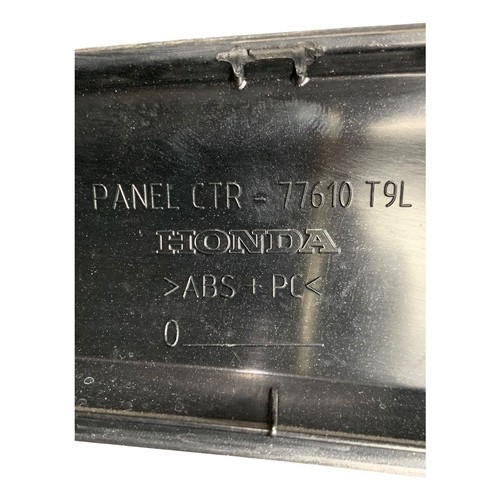 PANEL CTR - 77610 T9L
HONDA
>ABS + PC<
0